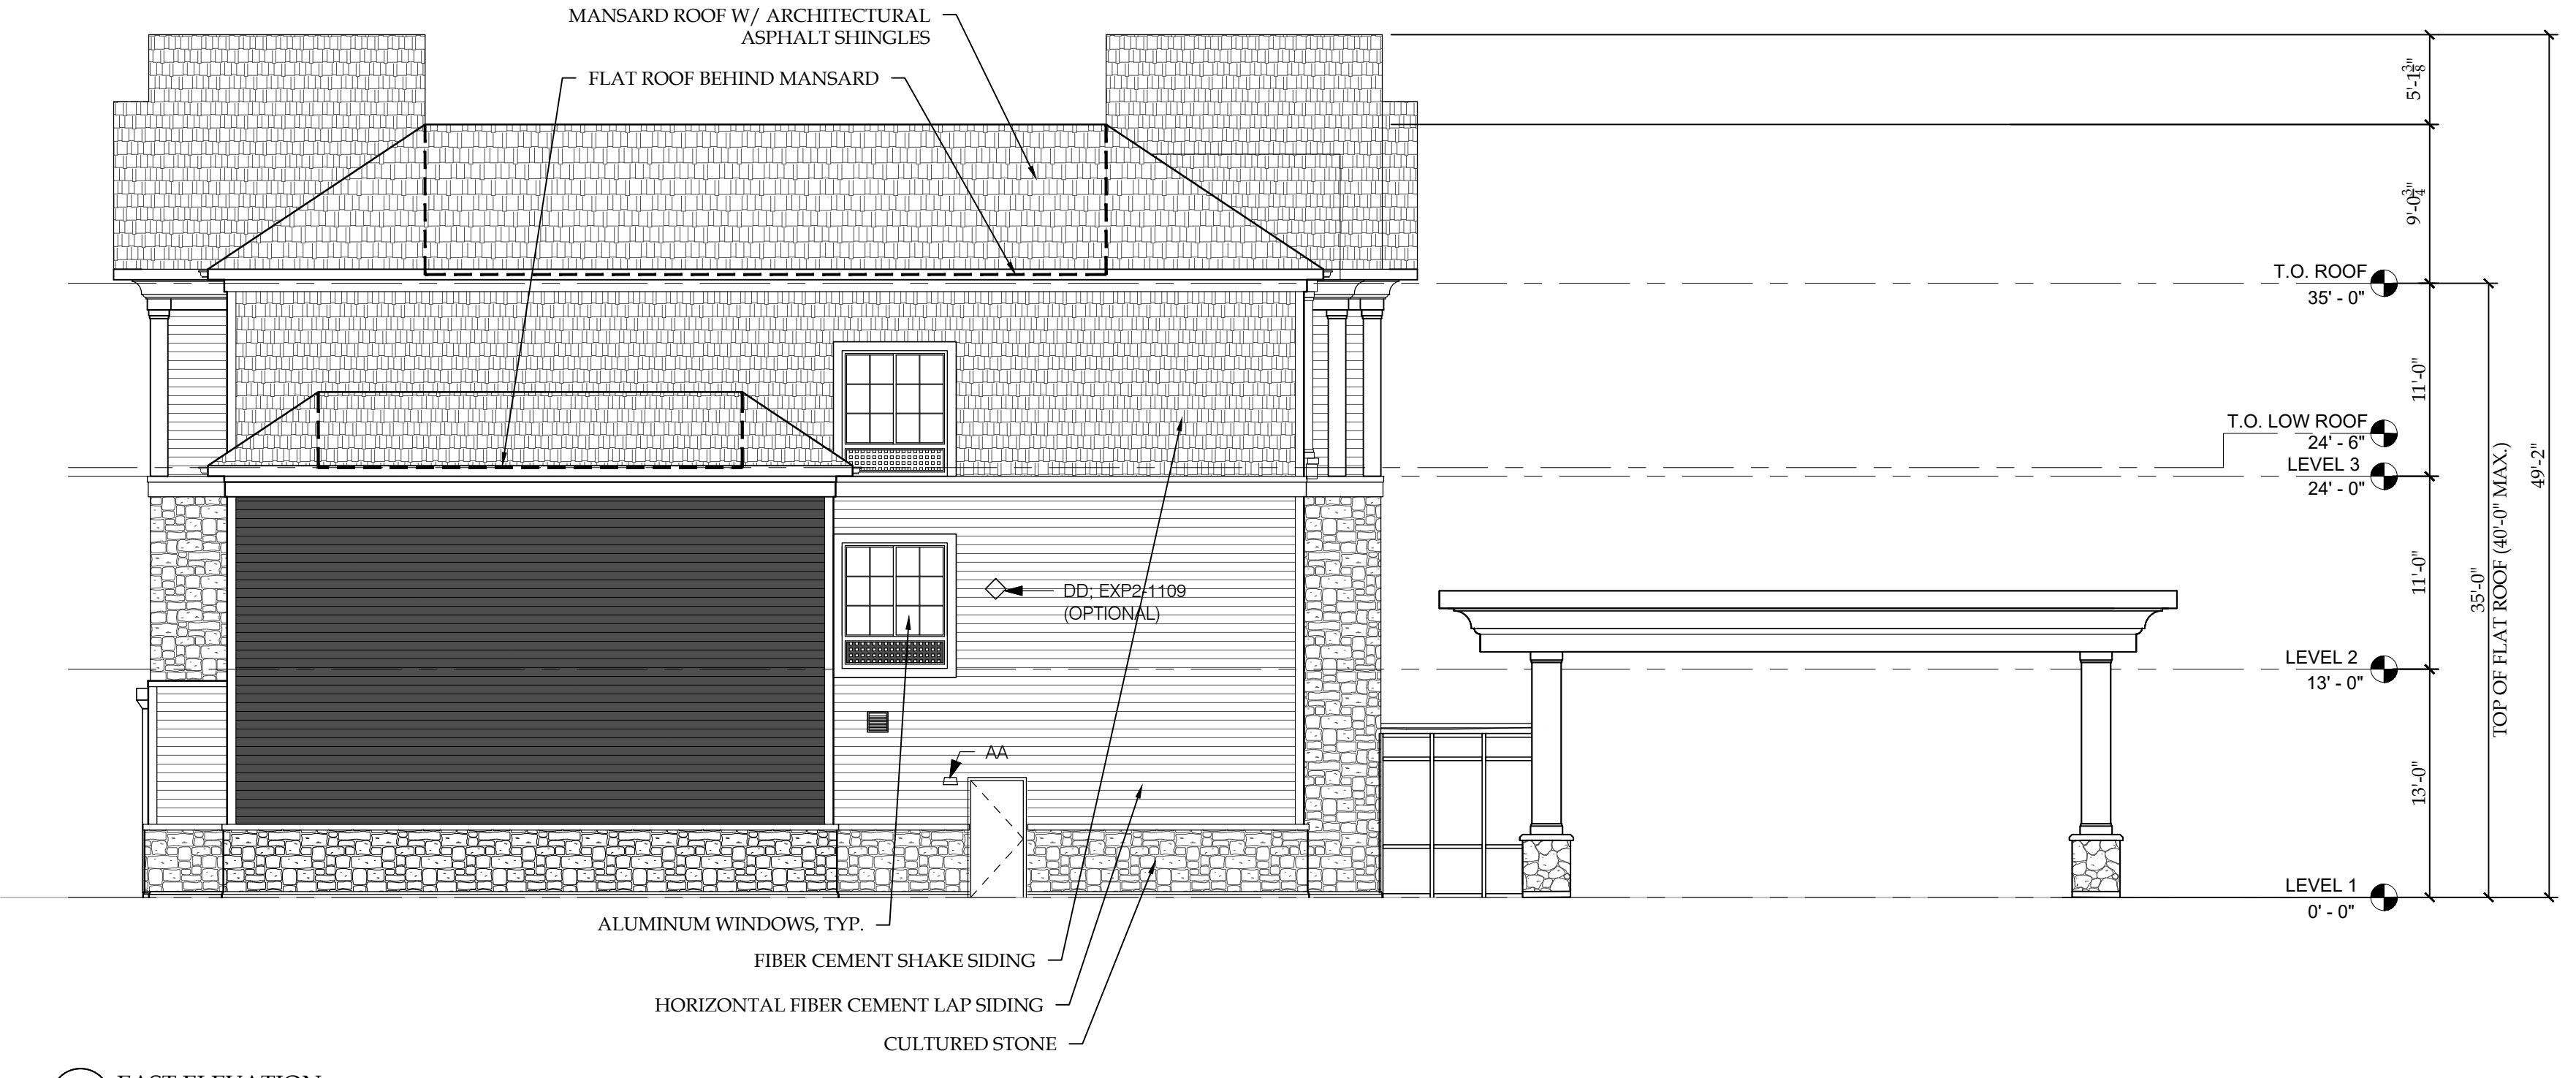 MANSARD ROOF W/ ARCHITECTURAL
ASPHALT SHINGLES
FLAT ROOF BEHIND MANSARD
5'-1 3/8"
9'-0 3/4"
T.O. ROOF
35' - 0"
11'-0"
T.O. LOW ROOF
24' - 6"
LEVEL 3
24' - 0"
49'-2"
35'-0"
TOP OF FLAT ROOF (40'-0" MAX.)
11'-0"
DD; EXP2-1109
(OPTIONAL)
LEVEL 2
13' - 0"
AA
13'-0"
LEVEL 1
0' - 0"
ALUMINUM WINDOWS, TYP.
FIBER CEMENT SHAKE SIDING
HORIZONTAL FIBER CEMENT LAP SIDING
CULTURED STONE
EAST ELEVATION